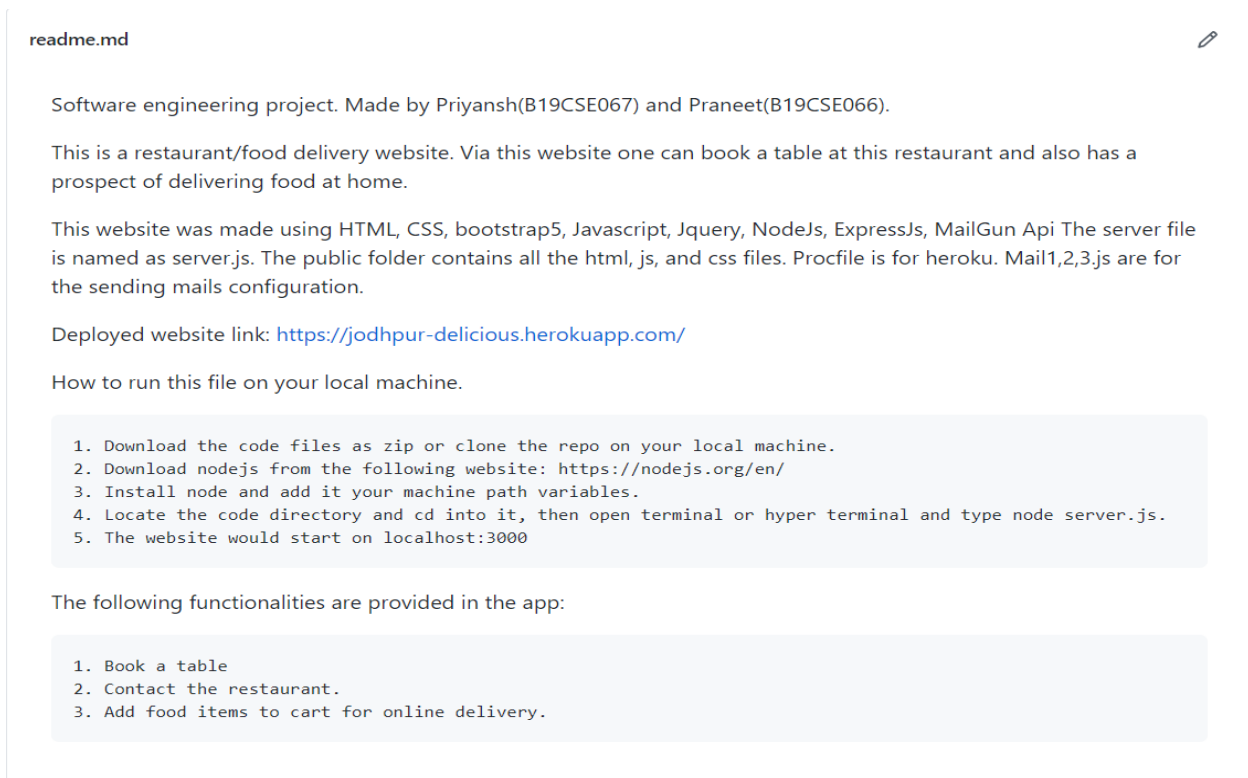 readme.md
Software engineering project. Made by Priyansh(B19CSE067) and Praneet(B19CSE066).
This is a restaurant/food delivery website. Via this website one can book a table at this restaurant and also has a
prospect of delivering food at home.
This website was made using HTML, CSS, bootstrap5, Javascript, Jquery, NodeJs, ExpressJs, MailGun Api The server file
is named as server.js. The public folder contains all the html, js, and css files. Procfile is for heroku. Mail1,2,3.js are for
the sending mails configuration.
Deployed website link: https://jodhpur-delicious.herokuapp.com/
How to run this file on your local machine.
1. Download the code files as zip or clone the repo on your local machine.
2. Download nodejs from the following website: https://nodejs.org/en/
3. Install node and add it your machine path variables.
4. Locate the code directory and cd into it, then open terminal or hyper terminal and type node server.js.
5. The website would start on localhost:3000
The following functionalities are provided in the app:
1. Book a table
2. Contact the restaurant.
3. Add food items to cart for online delivery.